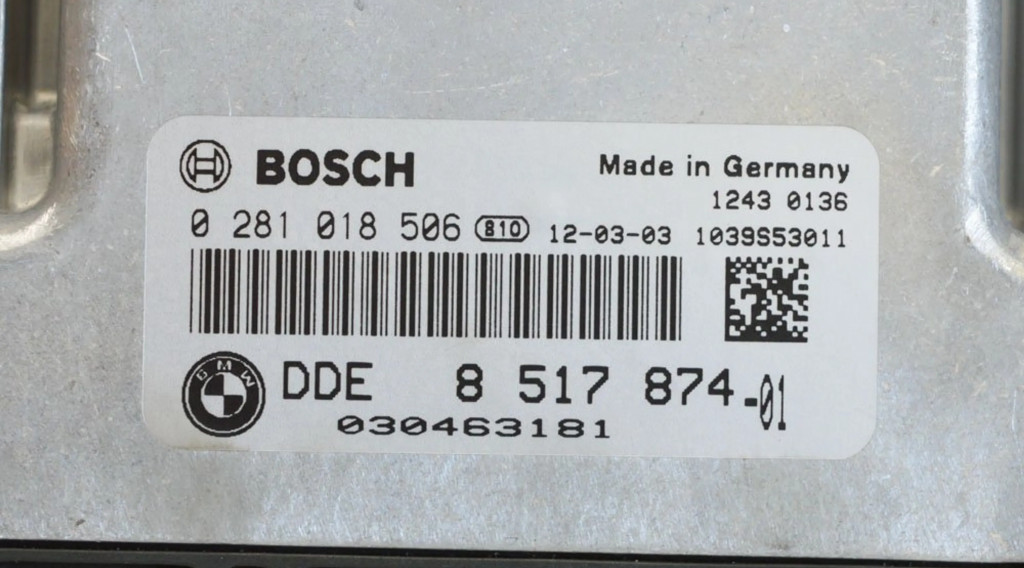 BOSCH
Made in Germany
1243 0136
0 281 018 506 810 12-03-03 1039S53011
BMW
DDE 8 517 874-01
030463181